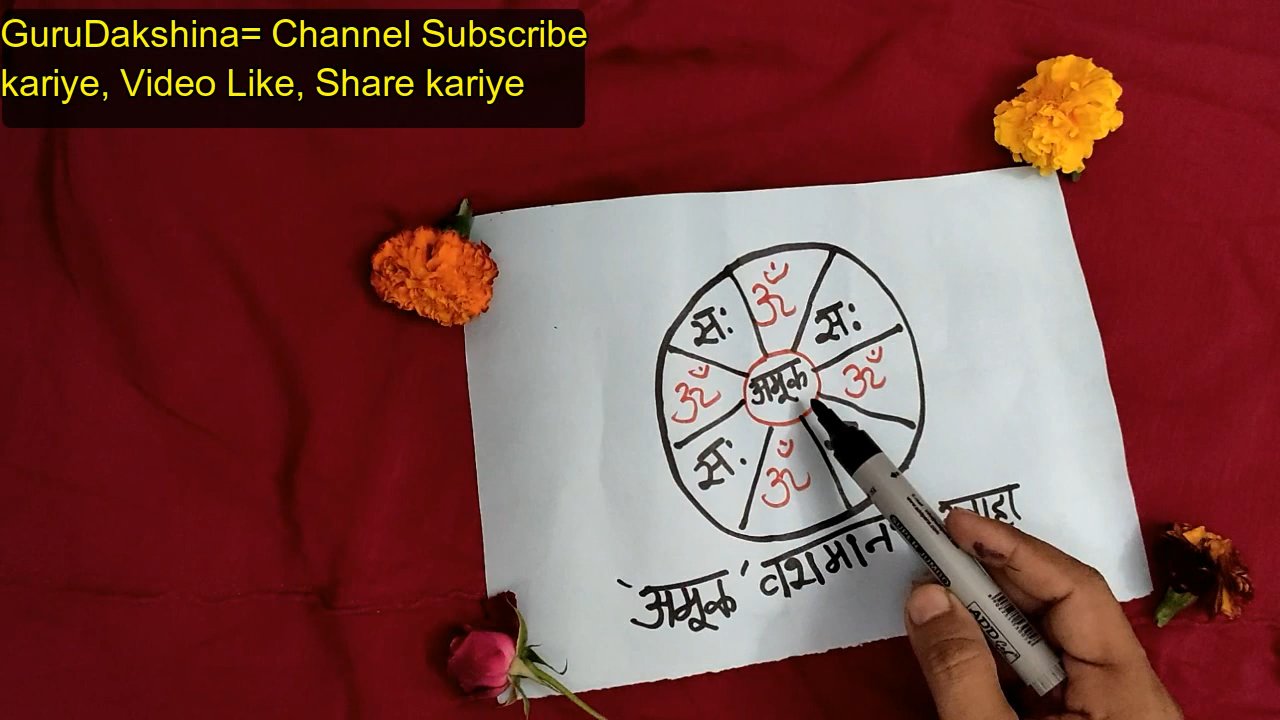 GuruDakshina= Channel Subscribe
kariye, Video Like, Share kariye
ॐ
सः सः
ॐ अमूक ॐ
सः
ॐ
'अमूक' वशमान